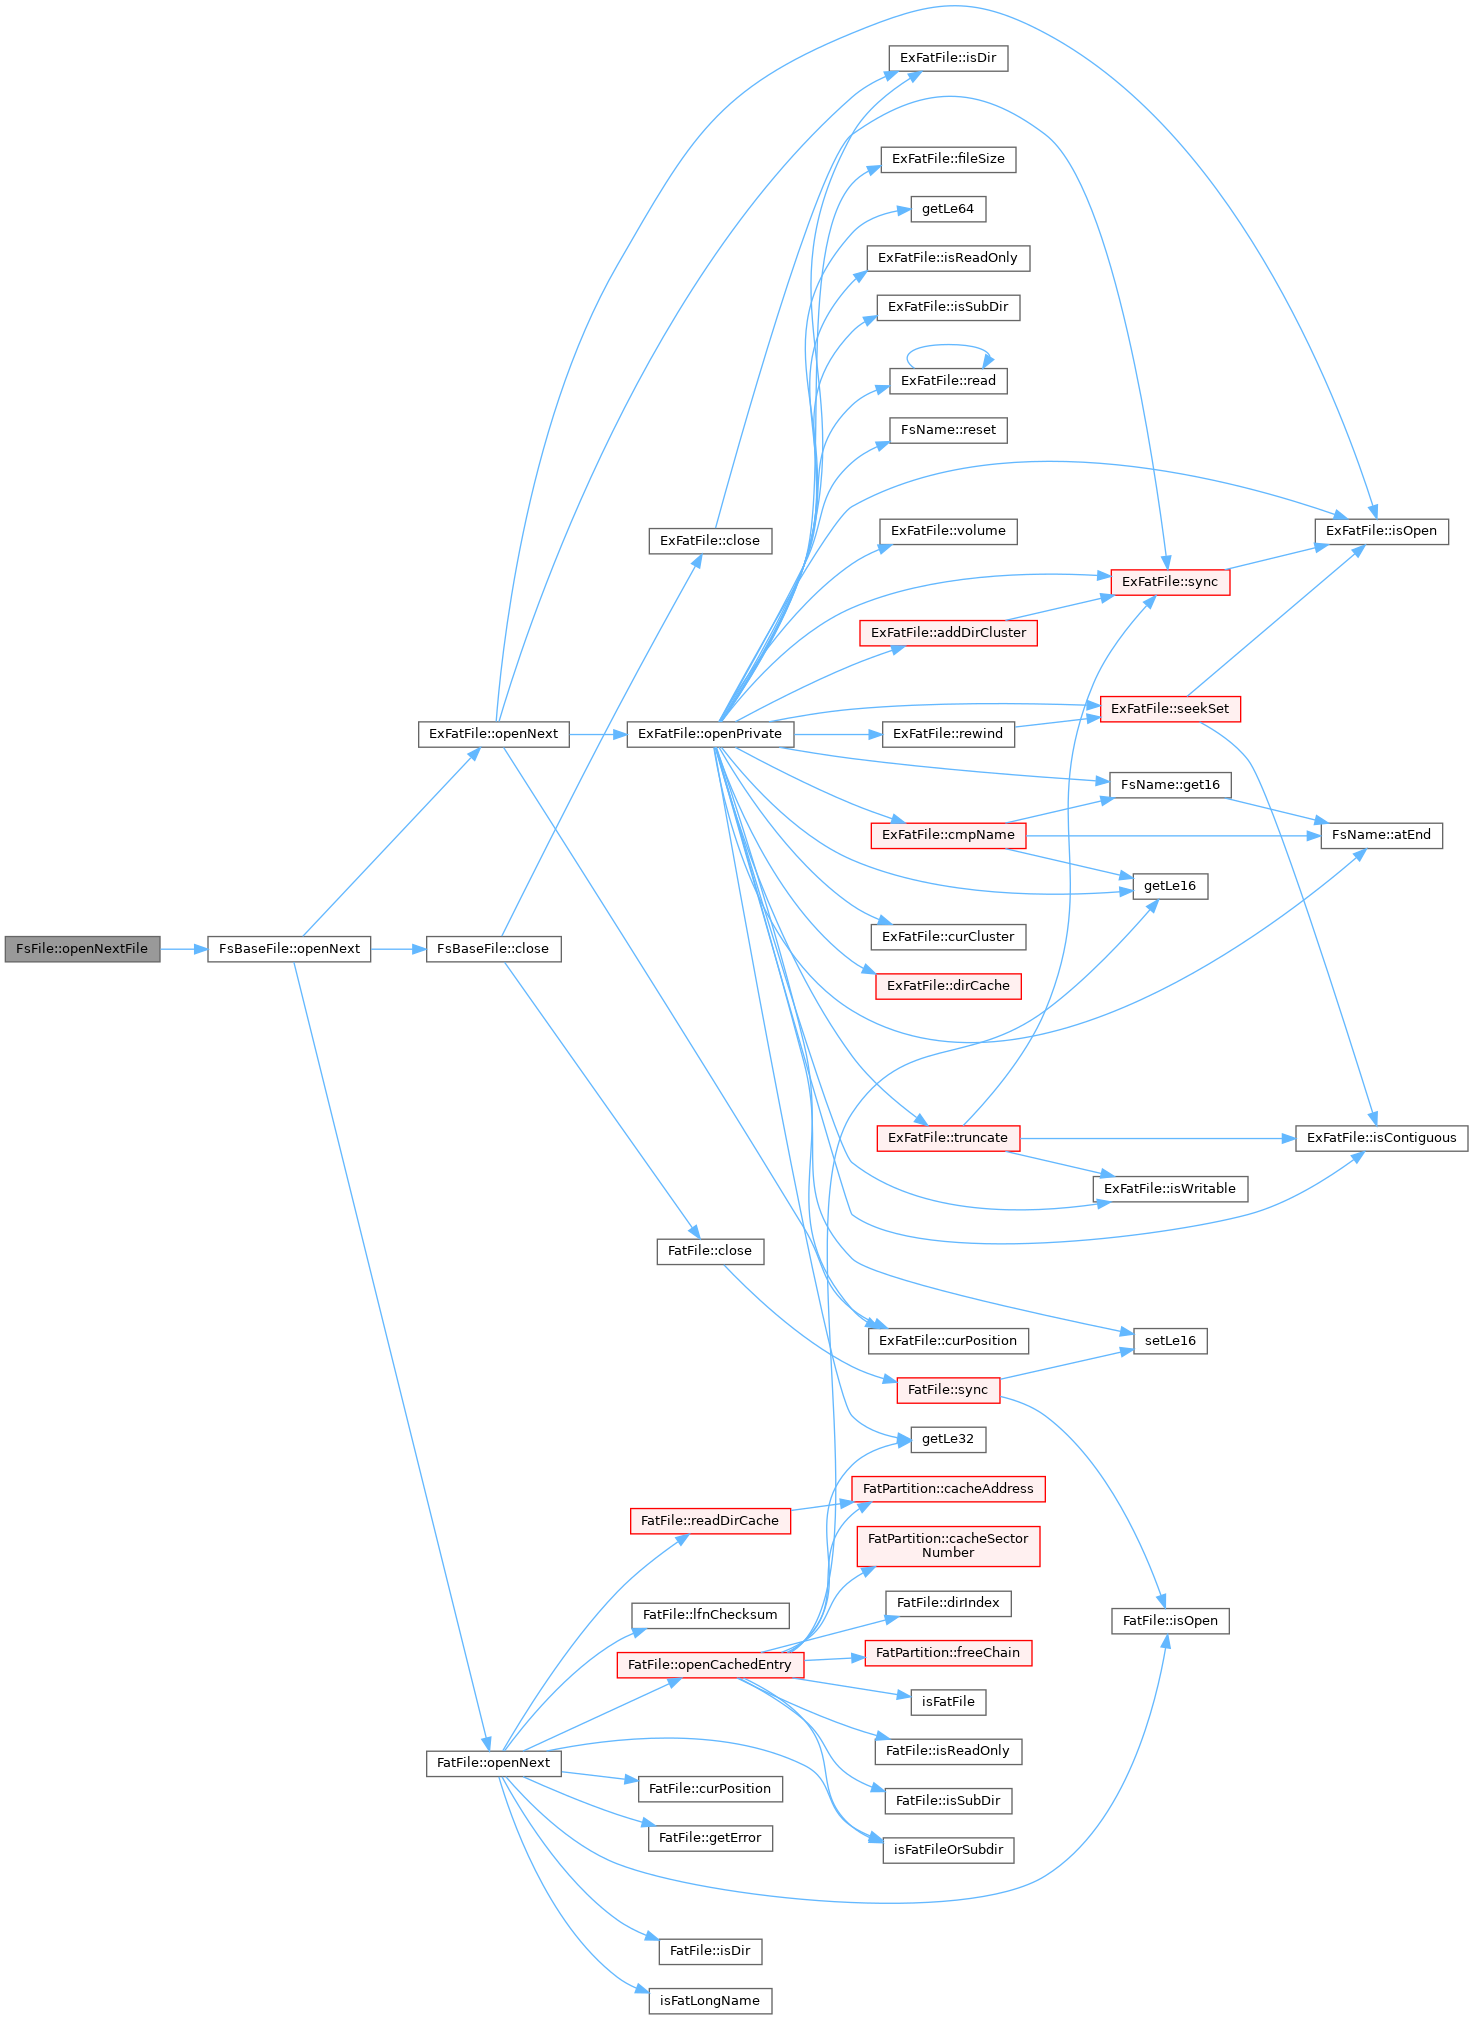 ExFatFile::isDir
ExFatFile::fileSize
getLe64
ExFatFile::isReadOnly
ExFatFile::isSubDir
ExFatFile::read
FsName::reset
ExFatFile::volume
ExFatFile::isOpen
ExFatFile::close
ExFatFile::sync
ExFatFile::addDirCluster
ExFatFile::seekSet
ExFatFile::openNext
ExFatFile::openPrivate
ExFatFile::rewind
FsName::get16
ExFatFile::cmpName
FsName::atEnd
getLe16
ExFatFile::curCluster
FsFile::openNextFile
FsBaseFile::openNext
FsBaseFile::close
ExFatFile::dirCache
ExFatFile::truncate
ExFatFile::isContiguous
ExFatFile::isWritable
FatFile::close
ExFatFile::curPosition
setLe16
FatFile::sync
getLe32
FatPartition::cacheAddress
FatFile::readDirCache
FatPartition::cacheSector
Number
FatFile::dirIndex
FatFile::lfnChecksum
FatFile::isOpen
FatPartition::freeChain
FatFile::openCachedEntry
isFatFile
FatFile::isReadOnly
FatFile::openNext
FatFile::curPosition
FatFile::isSubDir
FatFile::getError
isFatFileOrSubdir
FatFile::isDir
isFatLongName